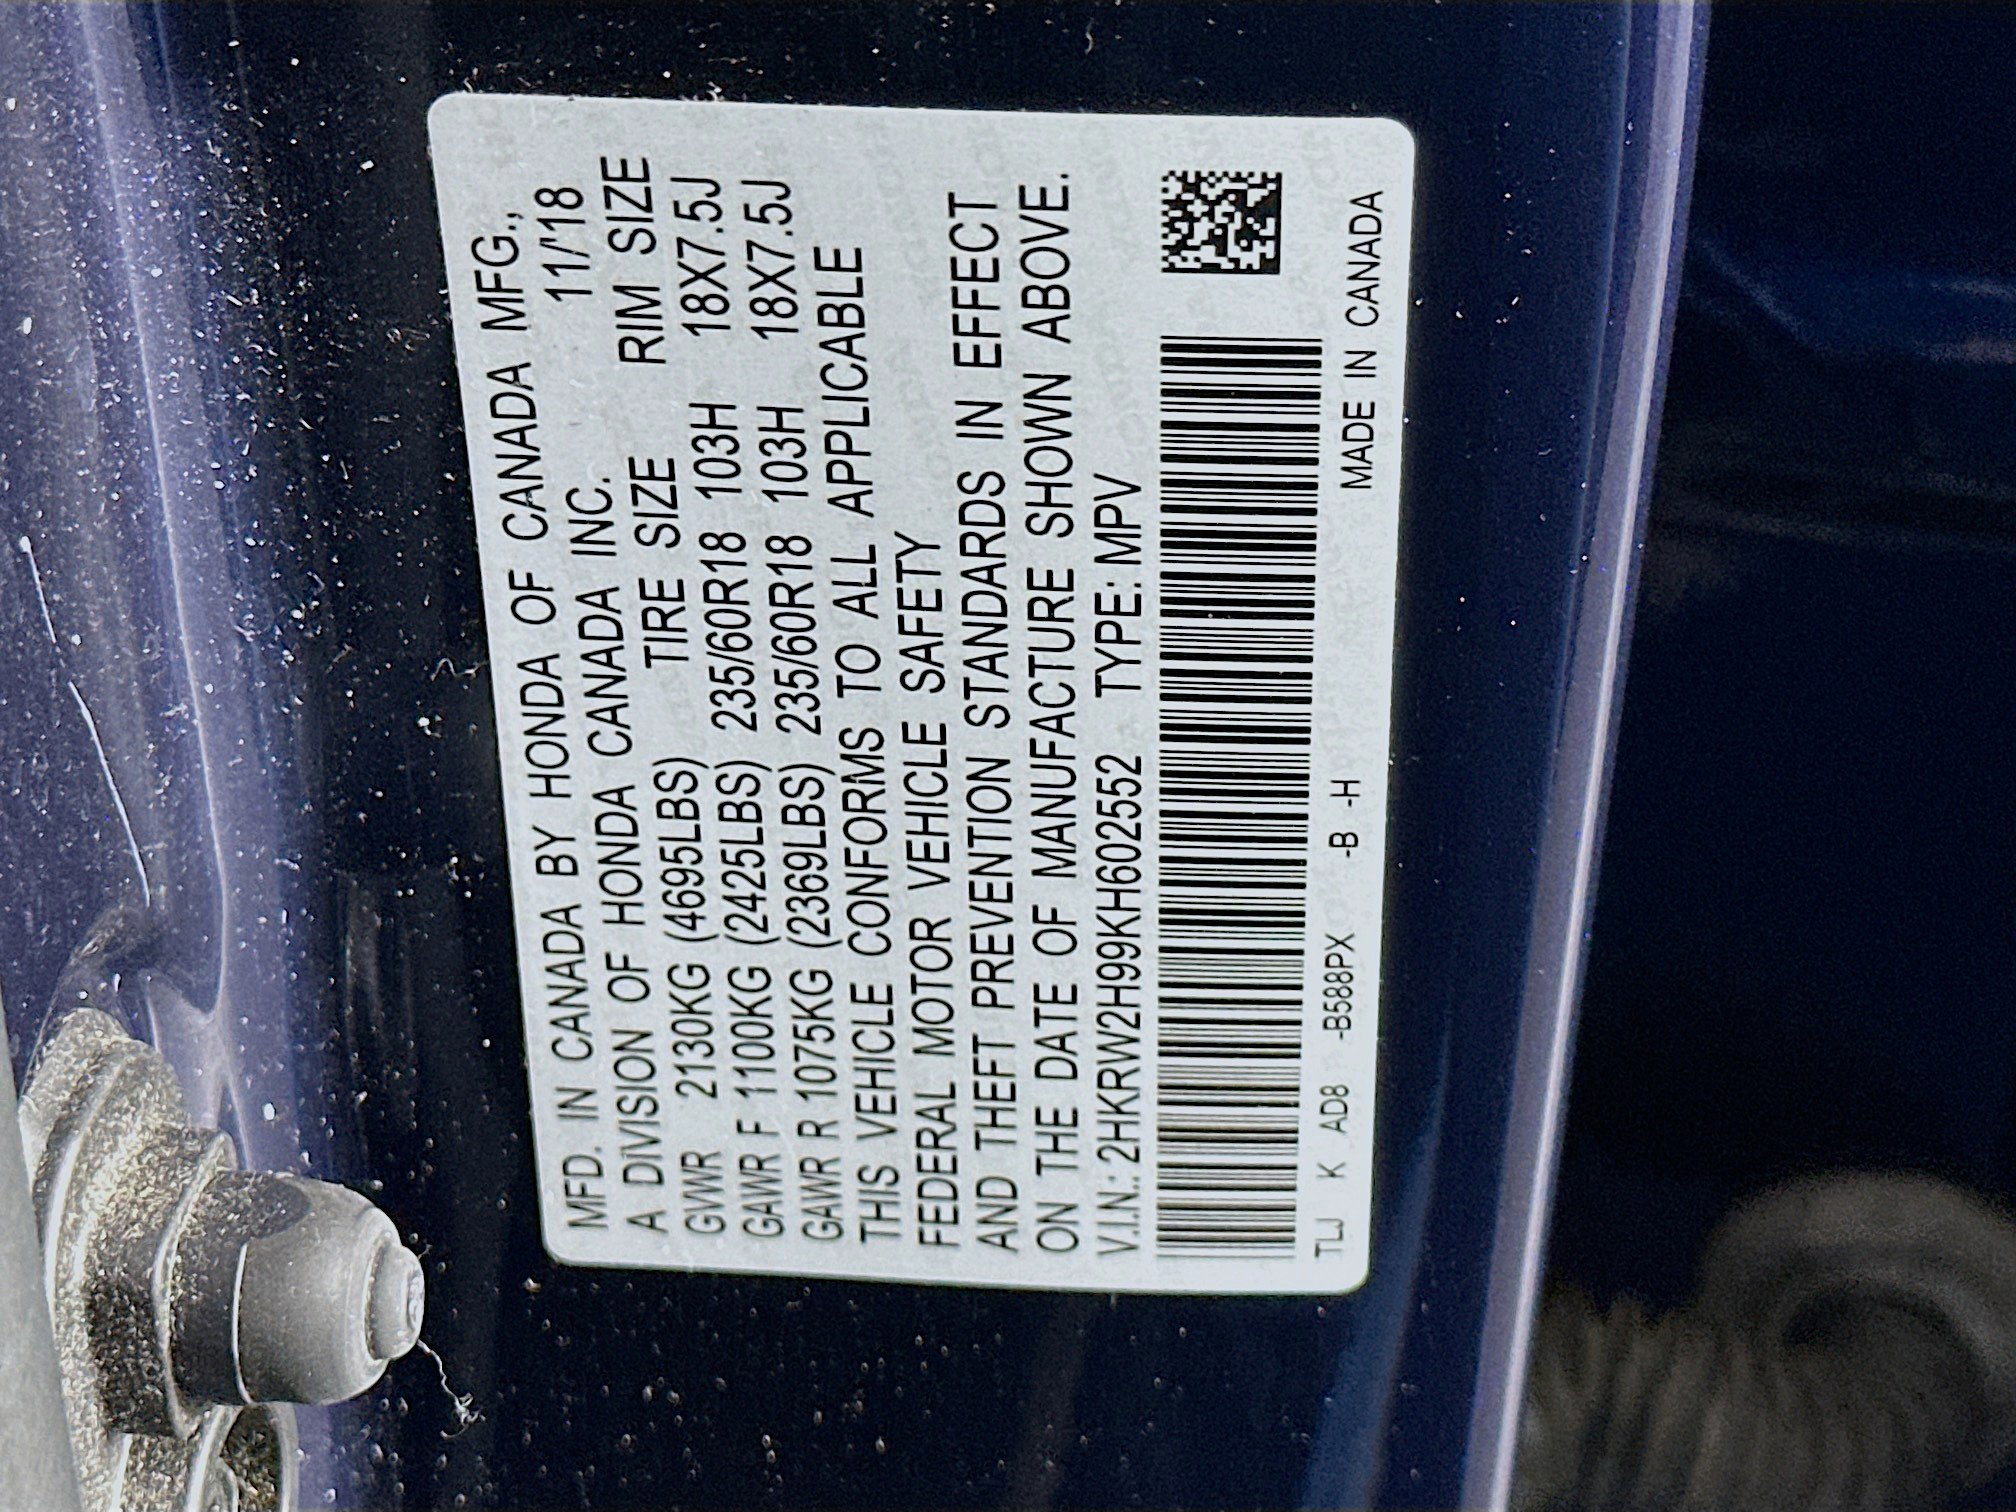 MFD. IN CANADA BY HONDA OF CANADA MFG.,
A DIVISION OF HONDA CANADA INC. 11/'18
TIRE SIZE RIM SIZE
GVWR 2130KG (4695LBS) 235/60R18 103H 18X7.5J
GAWR F 1100KG (2425LBS) 235/60R18 103H 18X7.5J
GAWR R 1075KG (2369LBS)
THIS VEHICLE CONFORMS TO ALL APPLICABLE
FEDERAL MOTOR VEHICLE SAFETY
AND THEFT PREVENTION STANDARDS IN EFFECT
ON THE DATE OF MANUFACTURE SHOWN ABOVE.
V.I.N.: 2HKRW2H99KH602552 TYPE: MPV
TLJ K AD8 -B588PX -B -H MADE IN CANADA